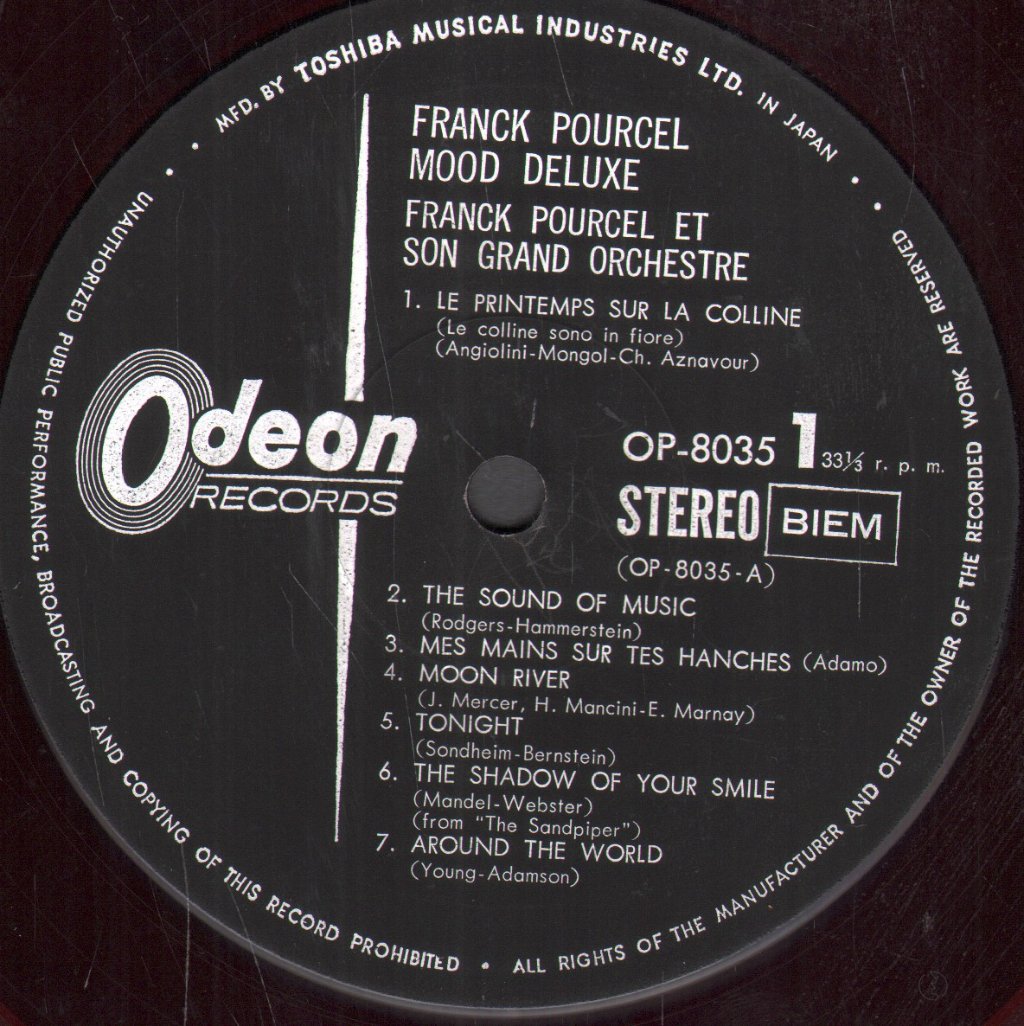 MFD. BY TOSHIBA MUSICAL INDUSTRIES LTD. IN JAPAN
FRANCK POURCEL
MOOD DELUXE
FRANCK POURCEL ET
SON GRAND ORCHESTRE
1. LE PRINTEMPS SUR LA COLLINE
(Le colline sono in fiore)
(Angiolini-Mongol-Ch. Aznavour)
Odeon
RECORDS
OP-8035 1 33⅓ r. p. m.
STEREO BIEM
(OP-8035-A)
2. THE SOUND OF MUSIC
(Rodgers-Hammerstein)
3. MES MAINS SUR TES HANCHES (Adamo)
4. MOON RIVER
(J. Mercer, H. Mancini-E. Marnay)
5. TONIGHT
(Sondheim-Bernstein)
6. THE SHADOW OF YOUR SMILE
(Mandel-Webster)
(from "The Sandpiper")
7. AROUND THE WORLD
(Young-Adamson)
UNAUTHORIZED PUBLIC PERFORMANCE, BROADCASTING AND COPYING OF THIS RECORD PROHIBITED • ALL RIGHTS OF THE MANUFACTURER AND OF THE OWNER OF THE RECORDED WORK ARE RESERVED